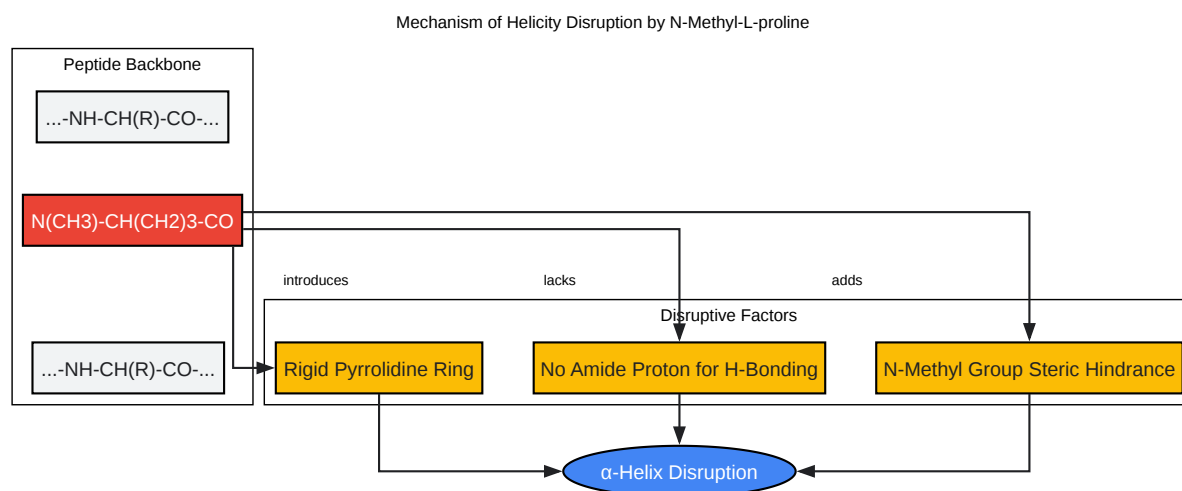 Mechanism of Helicity Disruption by N-Methyl-L-proline
Peptide Backbone
...-NH-CH(R)-CO-...
N(CH3)-CH(CH2)3-CO
introduces
lacks
adds
Disruptive Factors
...-NH-CH(R)-CO-...
Rigid Pyrrolidine Ring
No Amide Proton for H-Bonding
N-Methyl Group Steric Hindrance
α-Helix Disruption